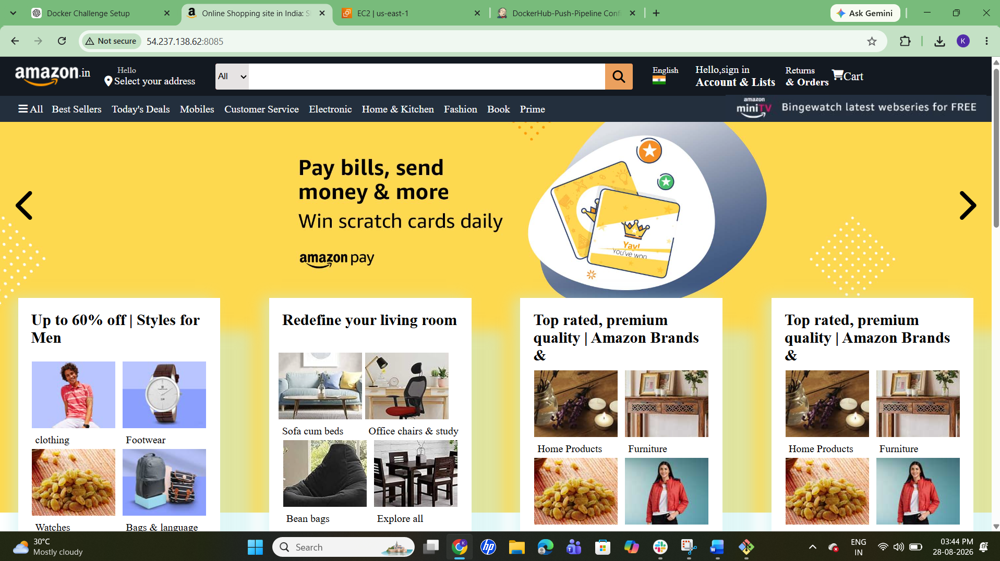 Docker Challenge Setup
Online Shopping site in India: S
EC2 | us-east-1
DockerHub-Push-Pipeline Confi
Ask Gemini
Not secure
54.237.138.62:8085
K
amazon.in
Hello
Select your address
All
English
Hello,sign in
Account & Lists
Returns
& Orders
Cart
All Best Sellers Today's Deals Mobiles Customer Service Electronic Home & Kitchen Fashion Book Prime
amazon
miniTV
Bingewatch latest webseries for FREE
Pay bills, send
money & more
Win scratch cards daily
amazon pay
Yay!
You've won
Up to 60% off | Styles for
Men
clothing
Footwear
Watches
Bags & language
Redefine your living room
Sofa cum beds
Office chairs & study
Bean bags
Explore all
Top rated, premium
quality | Amazon Brands
&
Home Products
Furniture
Top rated, premium
quality | Amazon Brands
&
Home Products
Furniture
30°C
Mostly cloudy
Search
ENG
IN
03:44 PM
28-08-2026